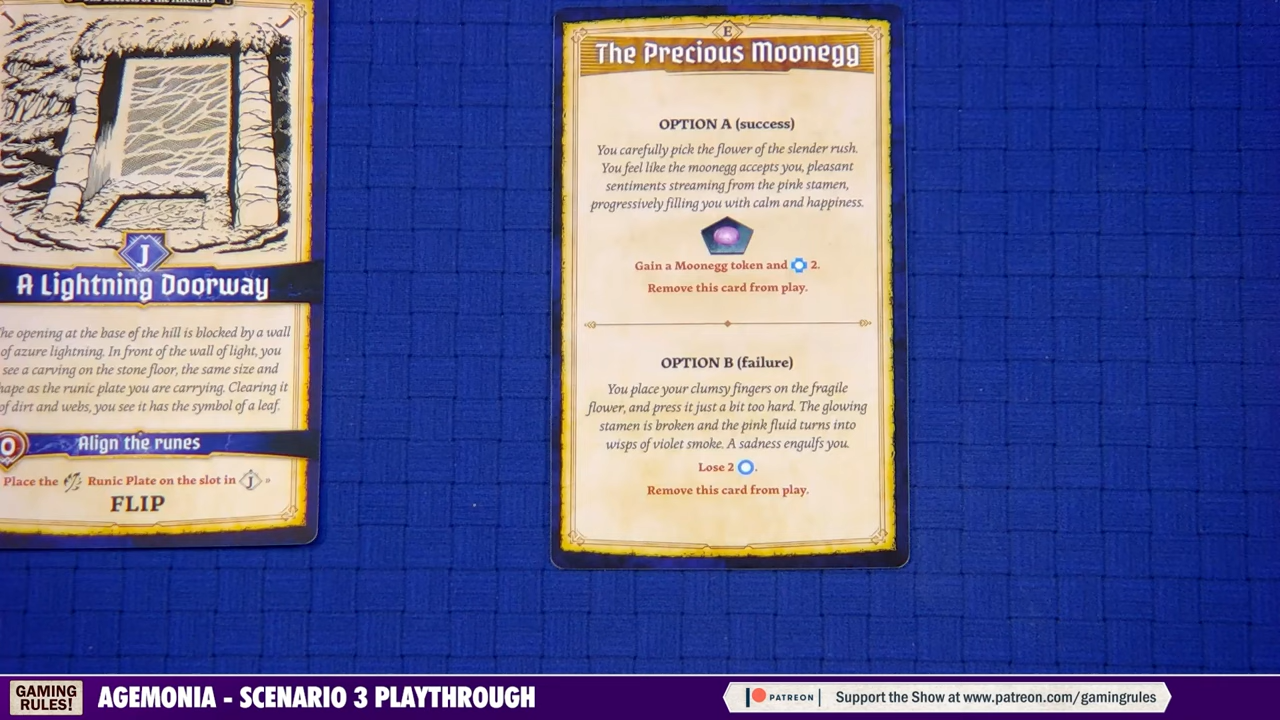 J
J
J
A Lightning Doorway
he opening at the base of the hill is blocked by a wall
of azure lightning. In front of the wall of light, you
see a carving on the stone floor, the same size and
hape as the runic plate you are carrying. Clearing it
of dirt and webs, you see it has the symbol of a leaf.
Align the runes
Place the Runic Plate on the slot in J »
FLIP
E
The Precious Moonegg
OPTION A (success)
You carefully pick the flower of the slender rush.
You feel like the moonegg accepts you, pleasant
sentiments streaming from the pink stamen,
progressively filling you with calm and happiness.
Gain a Moonegg token and 2.
Remove this card from play.
OPTION B (failure)
You place your clumsy fingers on the fragile
flower, and press it just a bit too hard. The glowing
stamen is broken and the pink fluid turns into
wisps of violet smoke. A sadness engulfs you.
Lose 2 .
Remove this card from play.
GAMING
RULES!
AGEMONIA - SCENARIO 3 PLAYTHROUGH
PATREON
Support the Show at www.patreon.com/gamingrules